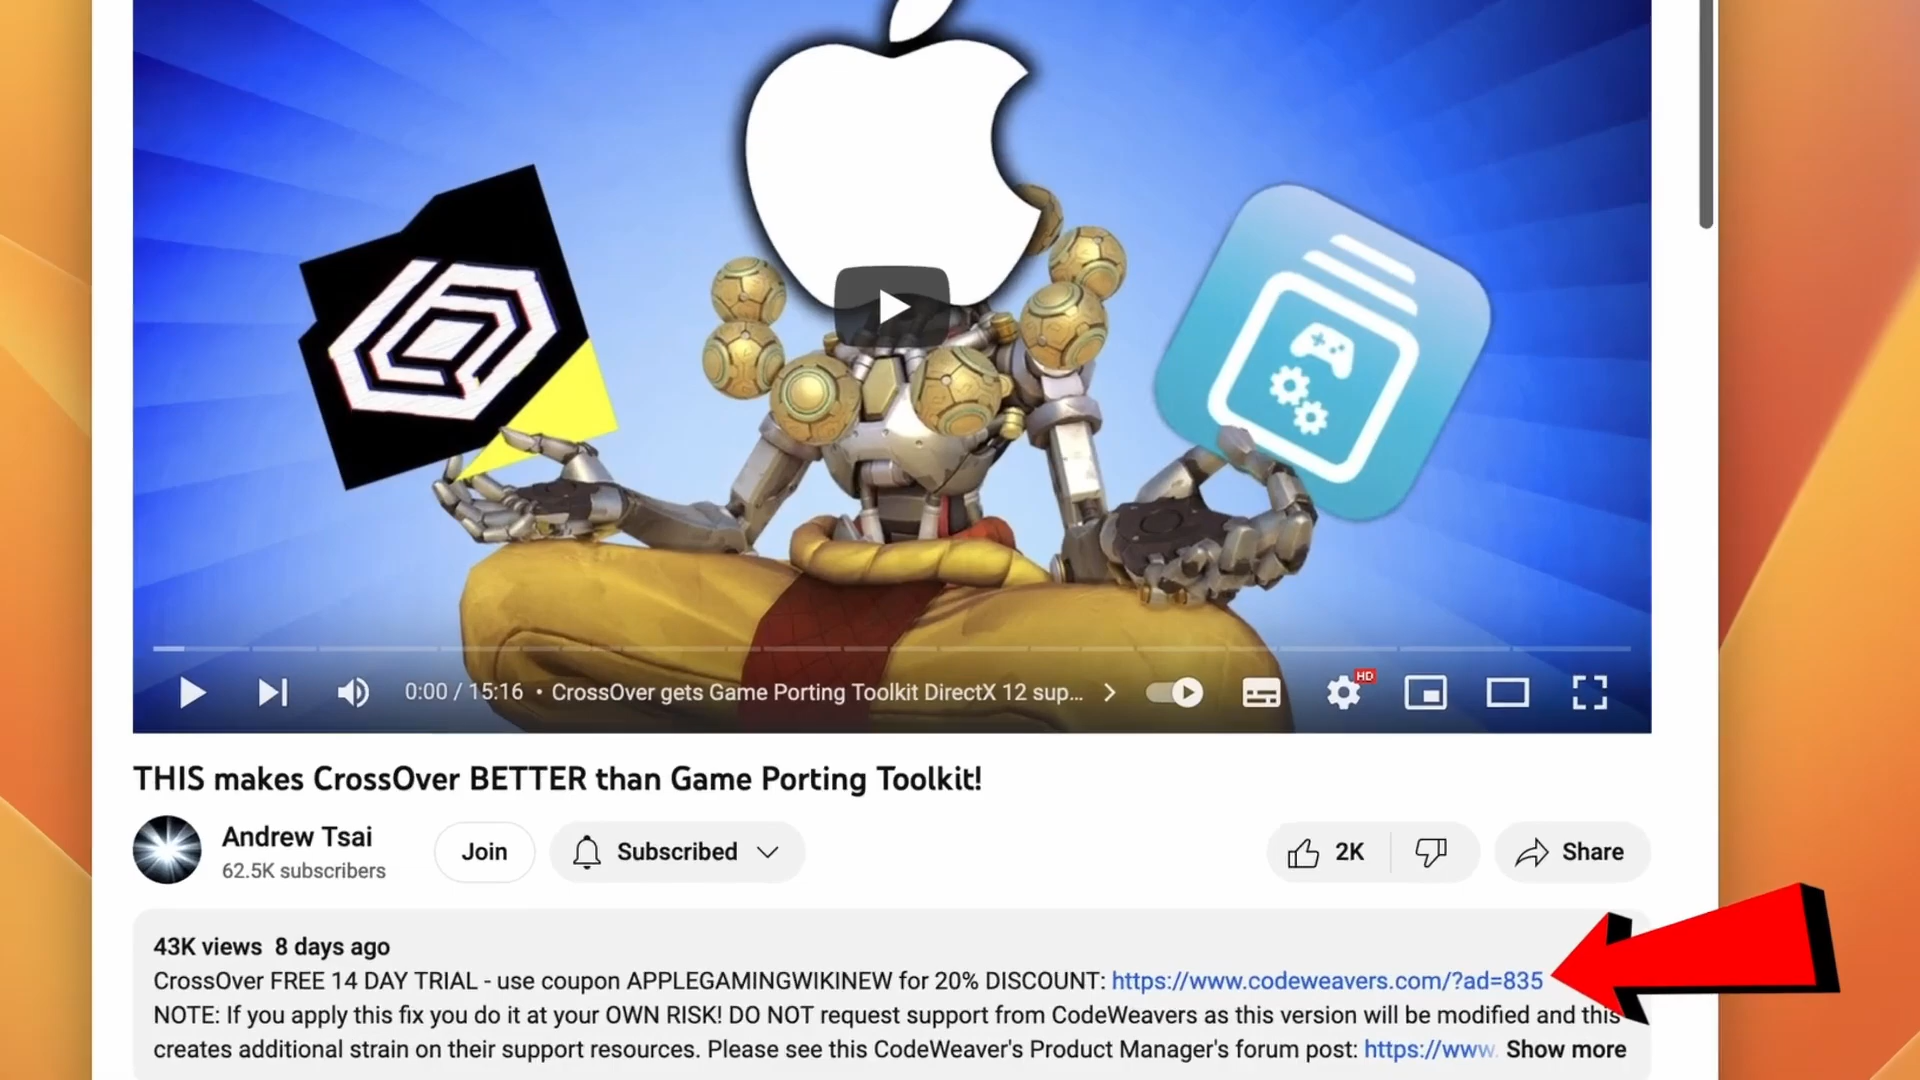 0:00 / 15:16 • CrossOver gets Game Porting Toolkit DirectX 12 sup...
HD
THIS makes CrossOver BETTER than Game Porting Toolkit!
Andrew Tsai
62.5K subscribers
Join
Subscribed
2K
Share
43K views 8 days ago
CrossOver FREE 14 DAY TRIAL - use coupon APPLEGAMINGWIKINEW for 20% DISCOUNT: https://www.codeweavers.com/?ad=835
NOTE: If you apply this fix you do it at your OWN RISK! DO NOT request support from CodeWeavers as this version will be modified and this
creates additional strain on their support resources. Please see this CodeWeaver's Product Manager's forum post: https://www. Show more